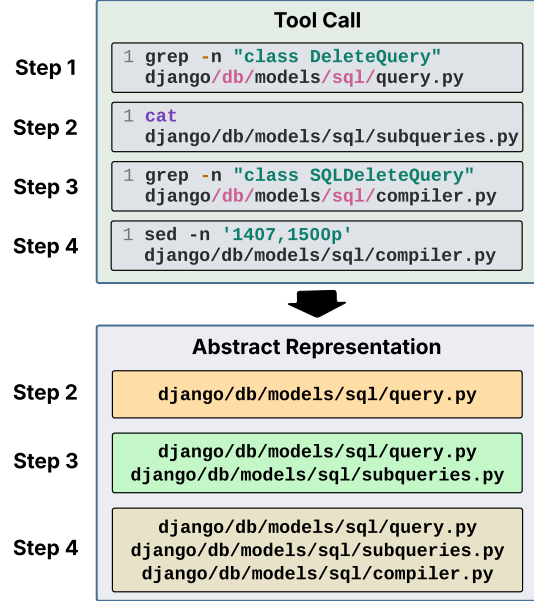 Tool Call
Step 1
1 grep -n "class DeleteQuery"
django/db/models/sql/query.py
Step 2
1 cat
django/db/models/sql/subqueries.py
Step 3
1 grep -n "class SQLDeleteQuery"
django/db/models/sql/compiler.py
Step 4
1 sed -n '1407,1500p'
django/db/models/sql/compiler.py
Abstract Representation
Step 2
django/db/models/sql/query.py
Step 3
django/db/models/sql/query.py
django/db/models/sql/subqueries.py
Step 4
django/db/models/sql/query.py
django/db/models/sql/subqueries.py
django/db/models/sql/compiler.py